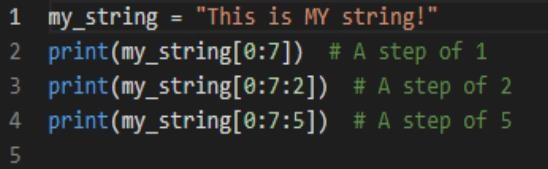 1 my_string = "This is MY string!"
2 print(my_string[0:7]) # A step of 1
3 print(my_string[0:7:2]) # A step of 2
4 print(my_string[0:7:5]) # A step of 5
5